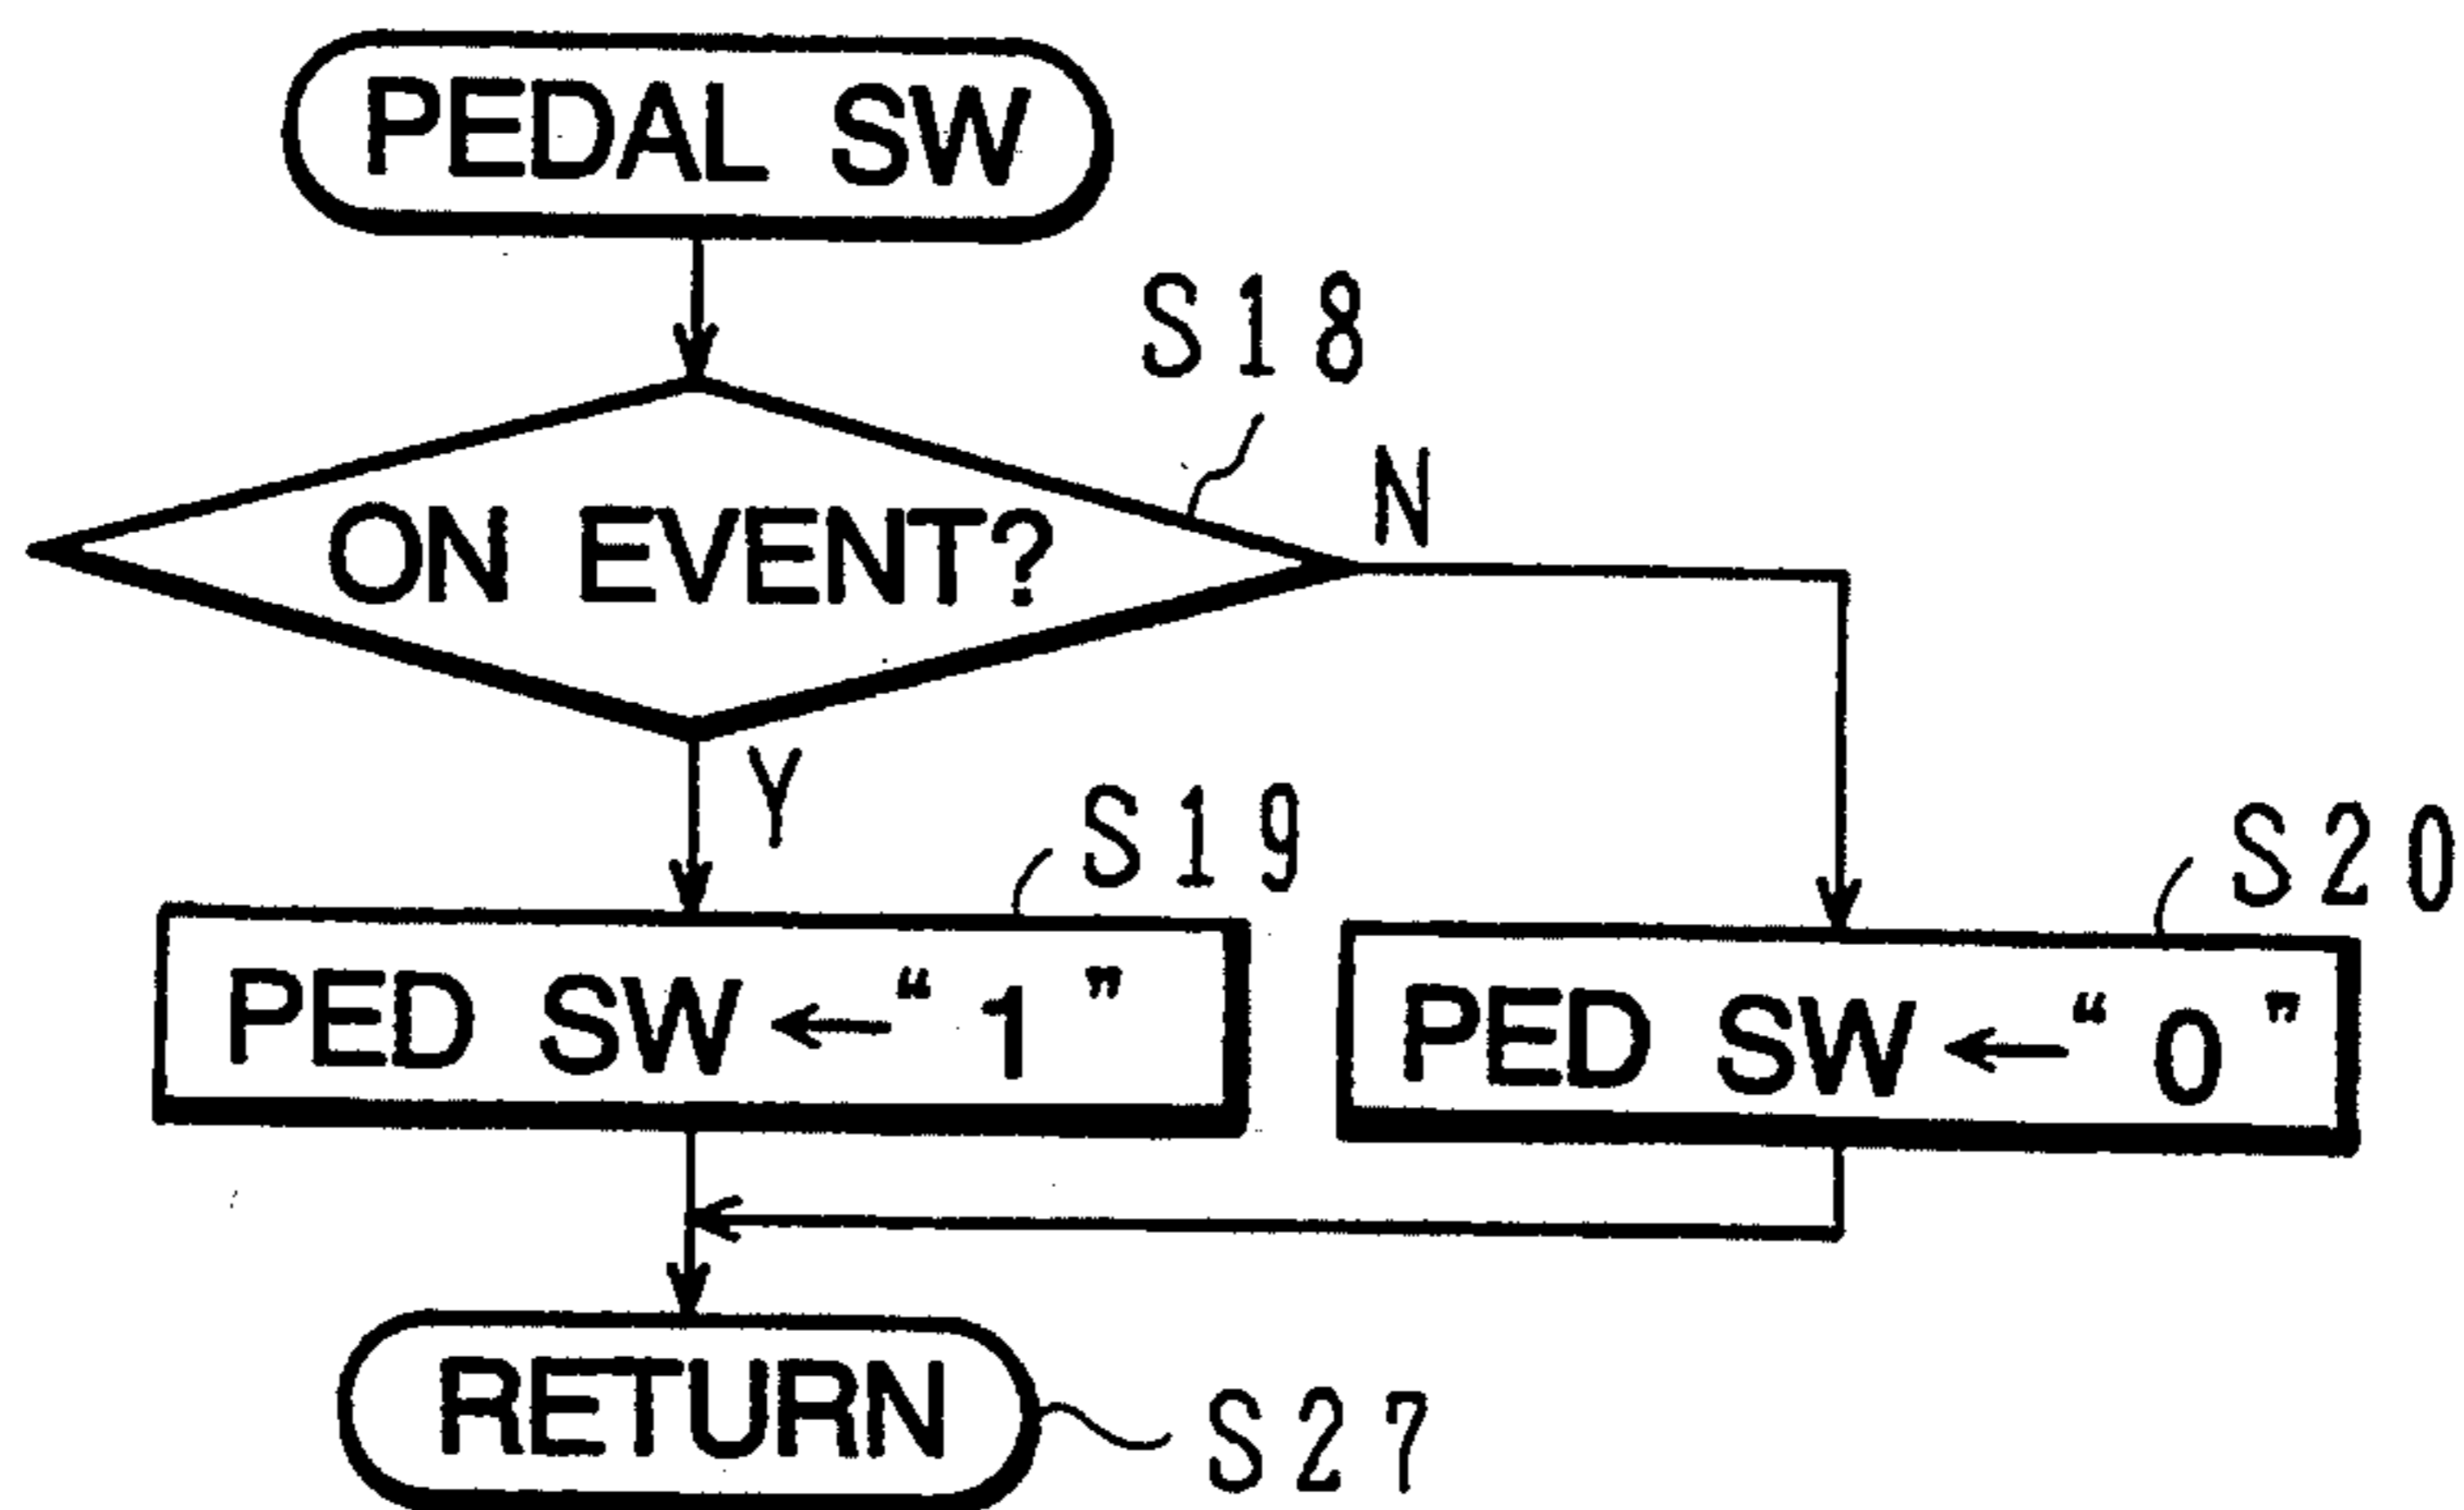 PEDAL SW
S18
ON EVENT?
N
Y
S19
S20
PED SW ← “ 1 ”
PED SW ← “ 0 ”
RETURN
S27